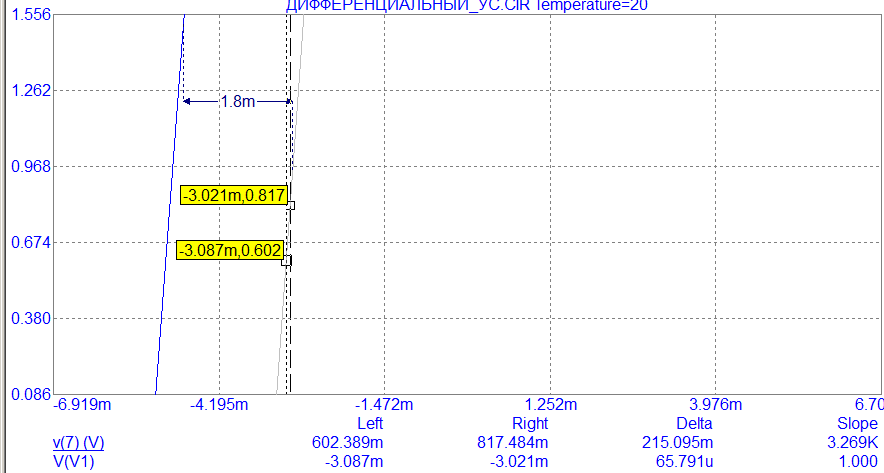 ДИФФЕРЕНЦИАЛЬНЫЙ_УС.CIR Temperature=20
1.556
1.262
1.8m
0.968
-3.021m,0.817
0.674
-3.087m,0.602
0.380
0.086
-6.919m -4.195m -1.472m 1.252m 3.976m 6.70
Left Right Delta Slope
v(7) (V) 602.389m 817.484m 215.095m 3.269K
V(V1) -3.087m -3.021m 65.791u 1.000